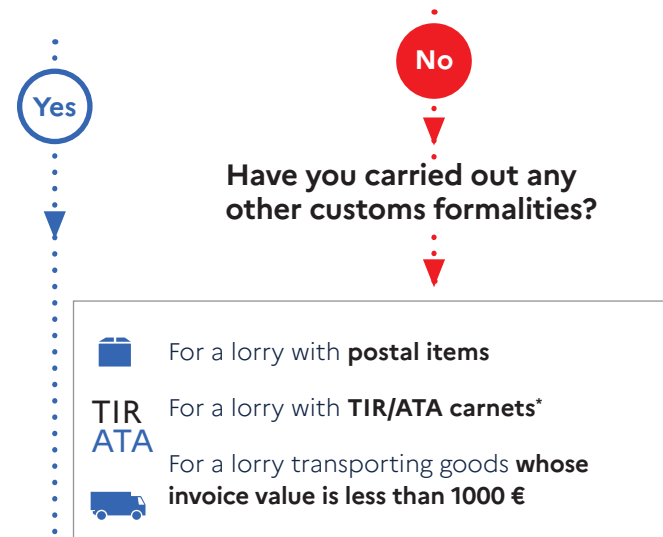 No
Yes
Have you carried out any
other customs formalities?
For a lorry with postal items
TIR
ATA
For a lorry with TIR/ATA carnets*
For a lorry transporting goods whose
invoice value is less than 1000 €